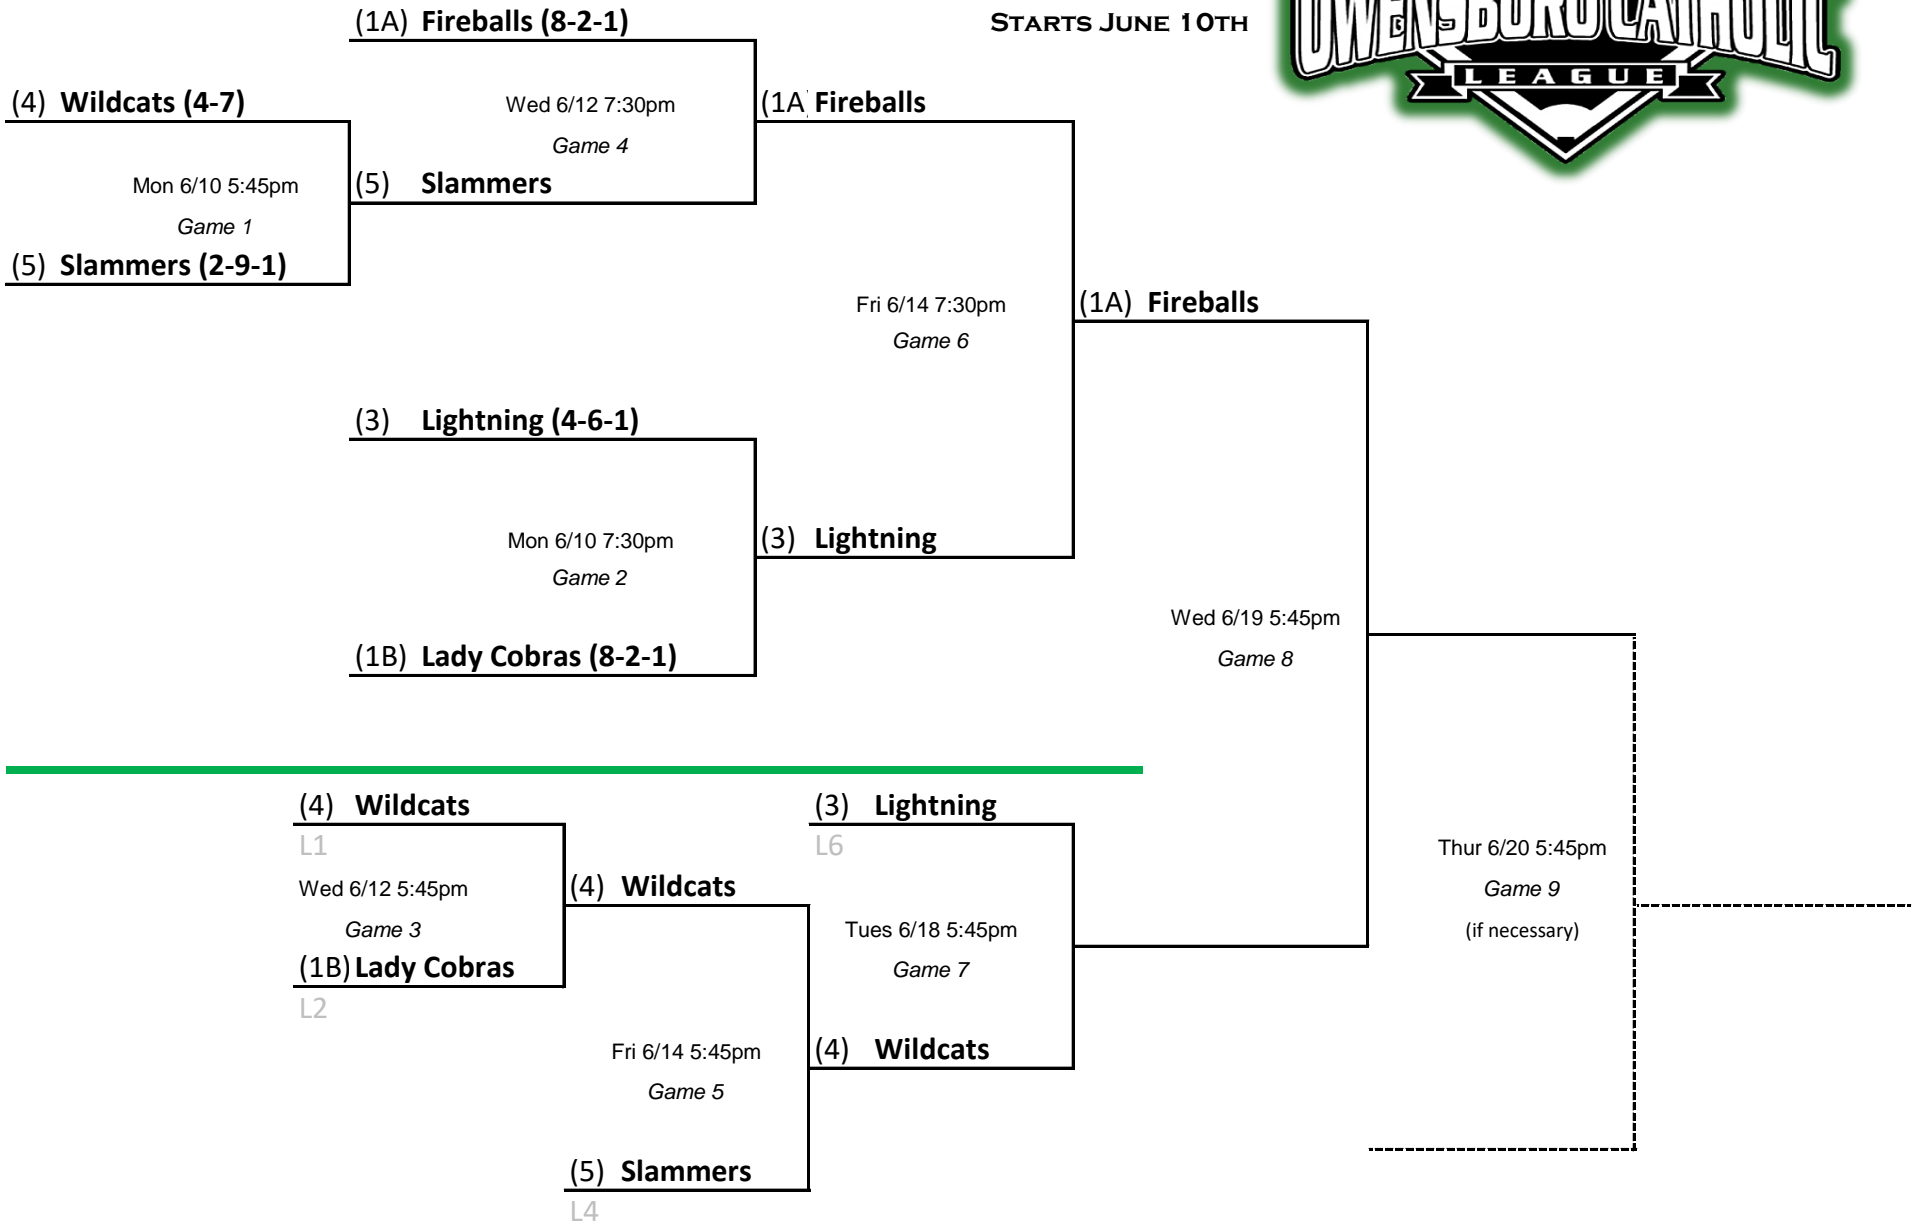 (1A) Fireballs (8-2-1)
STARTS JUNE 10TH
OWENSBORO CATHOLIC
LEAGUE
(4) Wildcats (4-7)
Wed 6/12 7:30pm
Game 4
(1A) Fireballs
Mon 6/10 5:45pm
Game 1
(5) Slammers
(5) Slammers (2-9-1)
Fri 6/14 7:30pm
Game 6
(1A) Fireballs
(3) Lightning (4-6-1)
Mon 6/10 7:30pm
Game 2
(3) Lightning
(1B) Lady Cobras (8-2-1)
Wed 6/19 5:45pm
Game 8
(4) Wildcats
L1
Wed 6/12 5:45pm
Game 3
(1B) Lady Cobras
L2
(4) Wildcats
Fri 6/14 5:45pm
Game 5
(5) Slammers
L4
(3) Lightning
L6
Tues 6/18 5:45pm
Game 7
(4) Wildcats
Thur 6/20 5:45pm
Game 9
(if necessary)